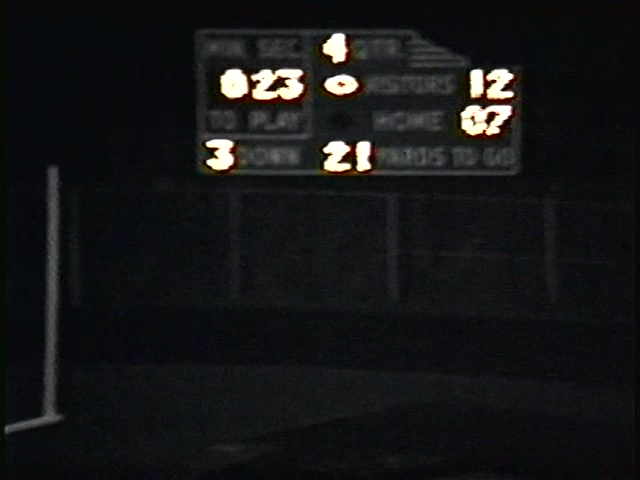 MIN SEC 4 QTR
023 VISITORS 12
TO PLAY HOME 07
3 DOWN 21 YARDS TO GO